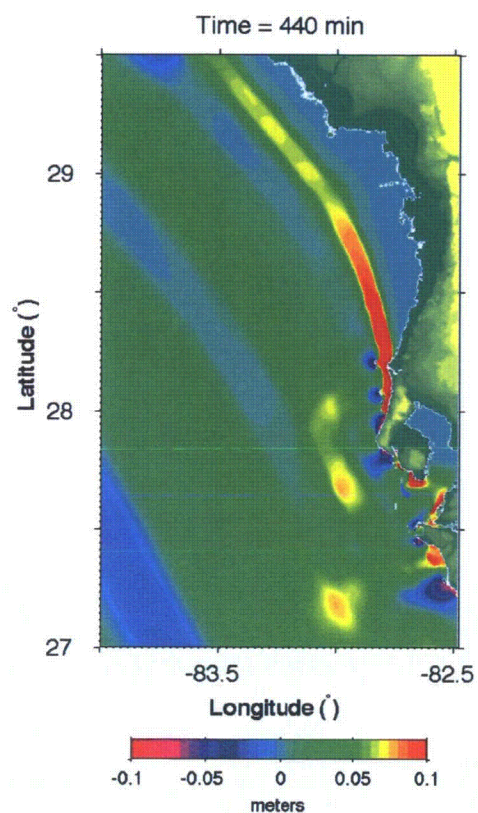 Time = 440 min
29
28
27
Latitude (°)
-83.5
-82.5
Longitude (°)
-0.1
-0.05
0
0.05
0.1
meters